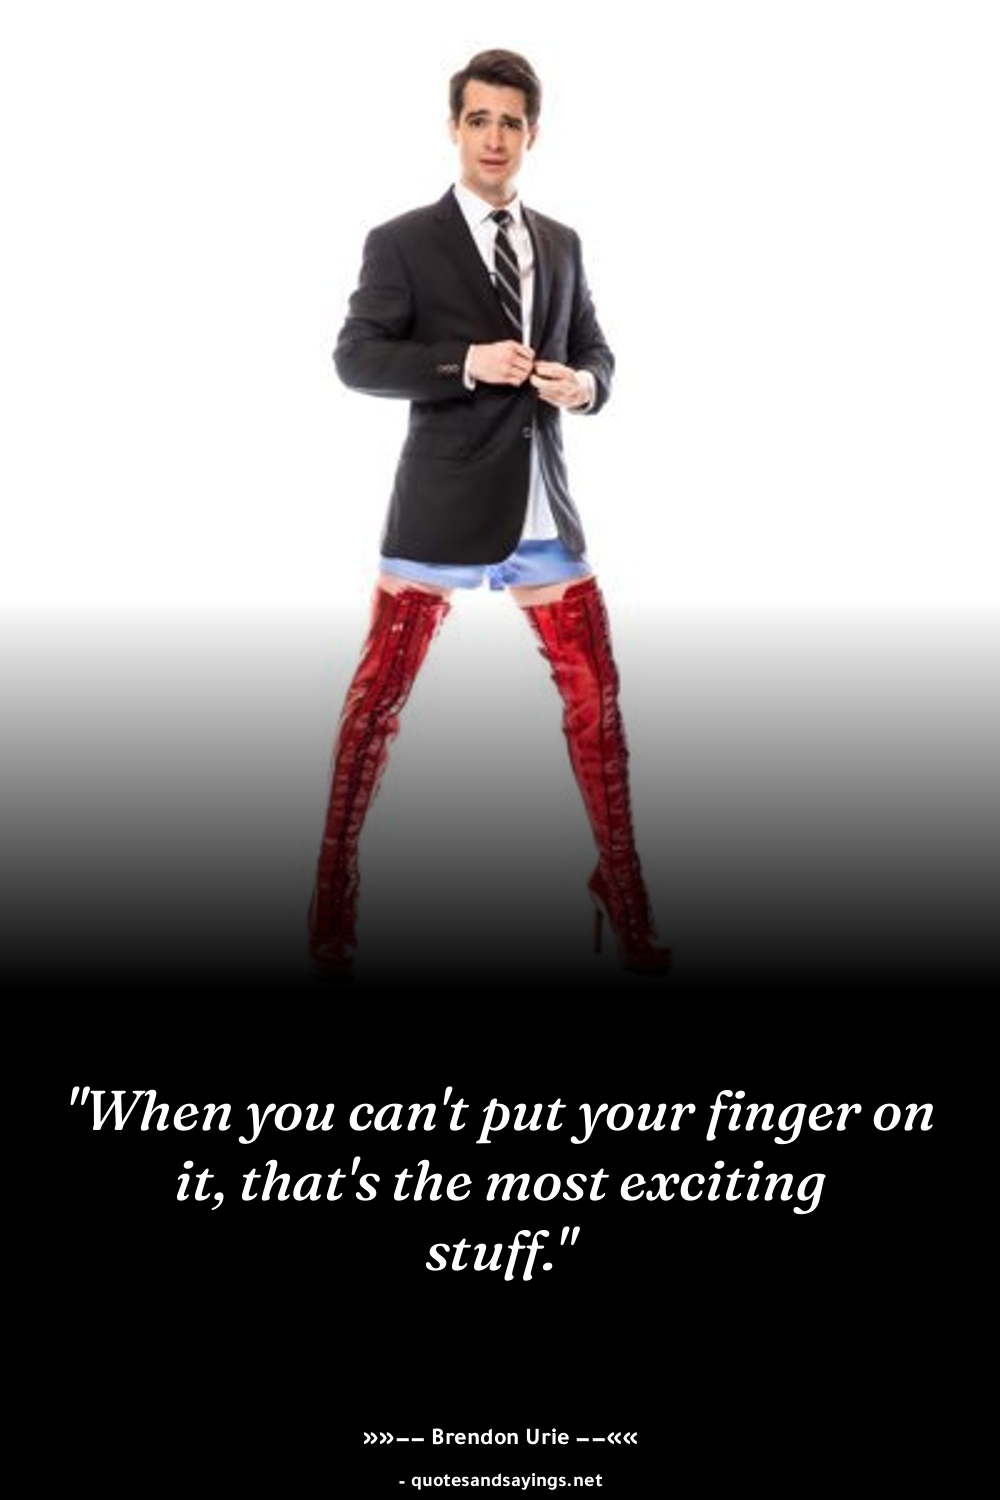 "When you can't put your finger on
it, that's the most exciting
stuff."
»»−− Brendon Urie −−««
- quotesandsayings.net